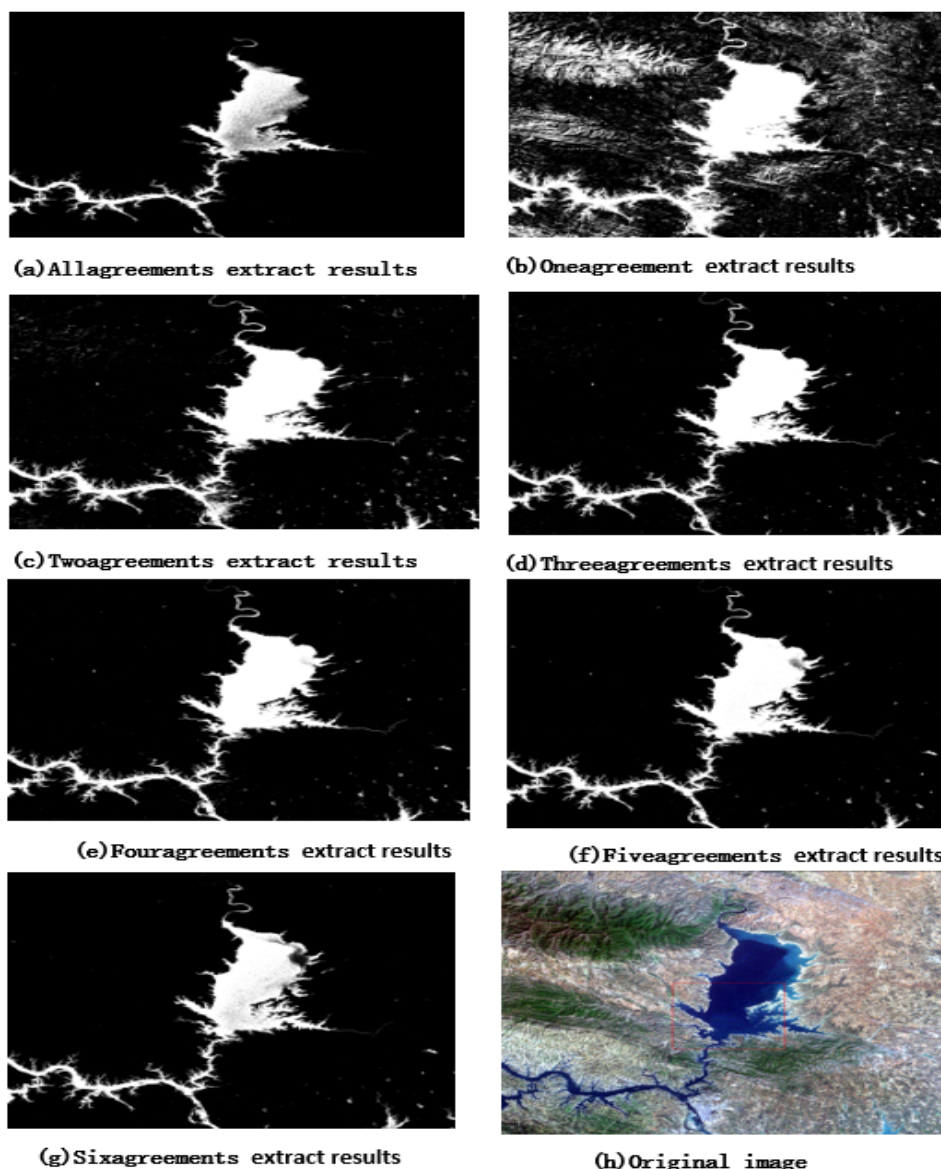 (a)Allagreements extract results
(b)Oneagreement extract results
(c)Twoagreements extract results
(d)Threeagreements extract results
(e)Fouragreements extract results
(f)Fiveagreements extract results
(g)Sixagreements extract results
(h)Original image